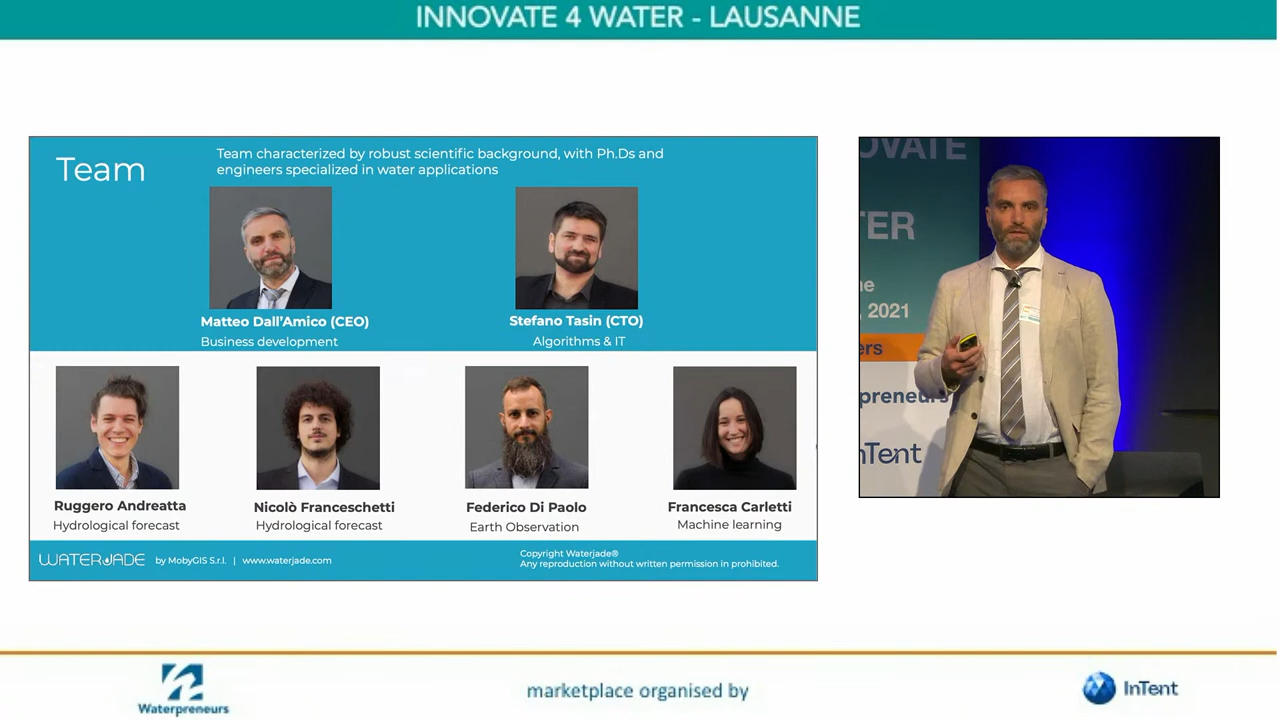 INNOVATE 4 WATER - LAUSANNE
Team
Team characterized by robust scientific background, with Ph.Ds and
engineers specialized in water applications
Matteo Dall'Amico (CEO)
Business development
Stefano Tasin (CTO)
Algorithms & IT
Ruggero Andreatta
Hydrological forecast
Nicolò Franceschetti
Hydrological forecast
Federico Di Paolo
Earth Observation
Francesca Carletti
Machine learning
WATERJADE by MobyGIS S.r.l. | www.waterjade.com
Copyright Waterjade®
Any reproduction without written permission in prohibited.
OVATE
TER
ne
, 2021
ers
preneurs
nTent
Waterpreneurs
marketplace organised by
InTent